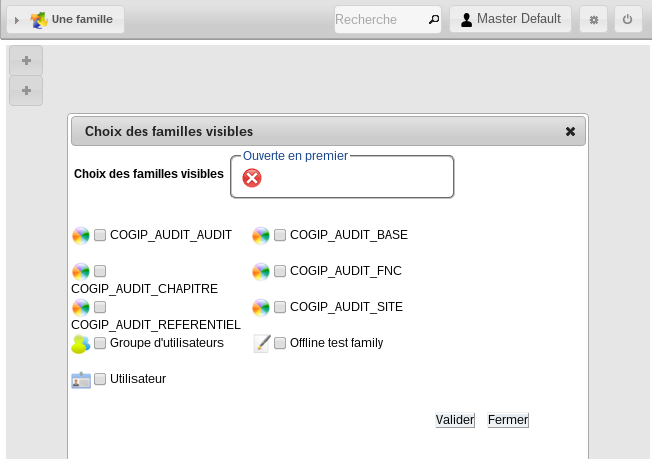 Une famille
Recherche
Master Default
Choix des familles visibles
Ouverte en premier
Choix des familles visibles
COGIP_AUDIT_AUDIT
COGIP_AUDIT_BASE
COGIP_AUDIT_CHAPITRE
COGIP_AUDIT_FNC
COGIP_AUDIT_REFERENTIEL
COGIP_AUDIT_SITE
Groupe d'utilisateurs
Offline test family
Utilisateur
Valider
Fermer